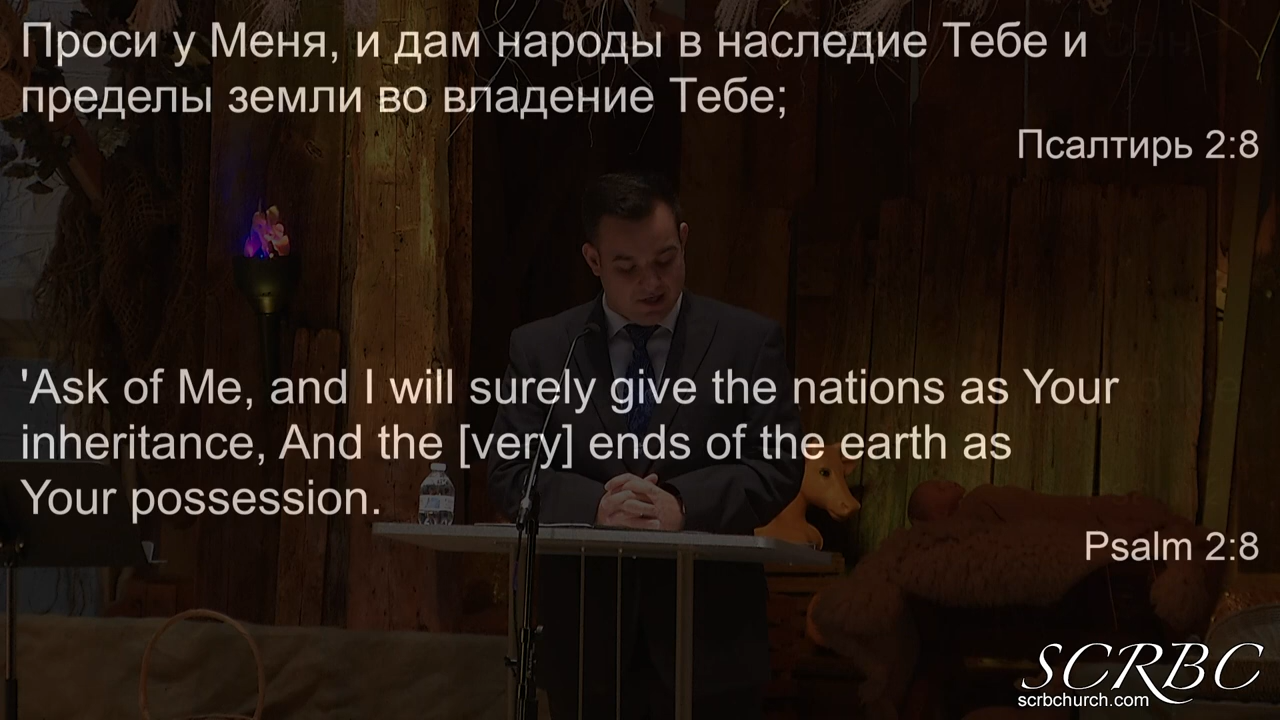 Проси у Меня, и дам народы в наследие Тебе и
пределы земли во владение Тебе;
Псалтирь 2:8
'Ask of Me, and I will surely give the nations as Your
inheritance, And the [very] ends of the earth as
Your possession.
Psalm 2:8
SCRBC
scrbchurch.com